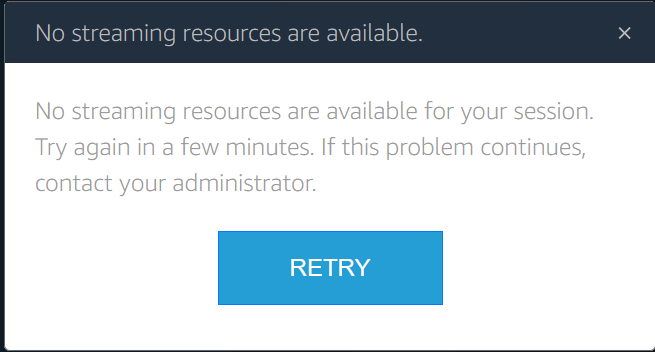 No streaming resources are available.
×
No streaming resources are available for your session.
Try again in a few minutes. If this problem continues,
contact your administrator.
RETRY